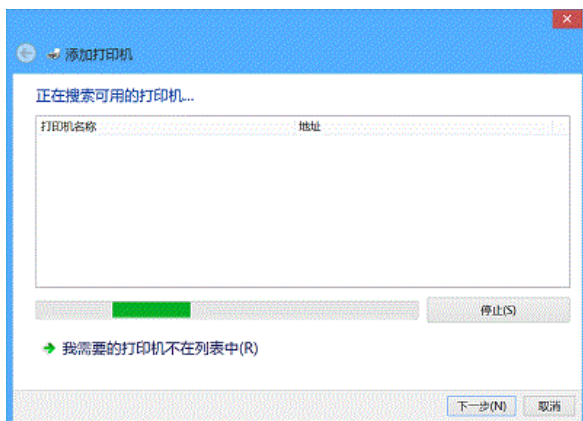 添加打印机
正在搜索可用的打印机...
打印机名称 地址
停止(S)
我需要的打印机不在列表中(R)
下一步(N) 取消